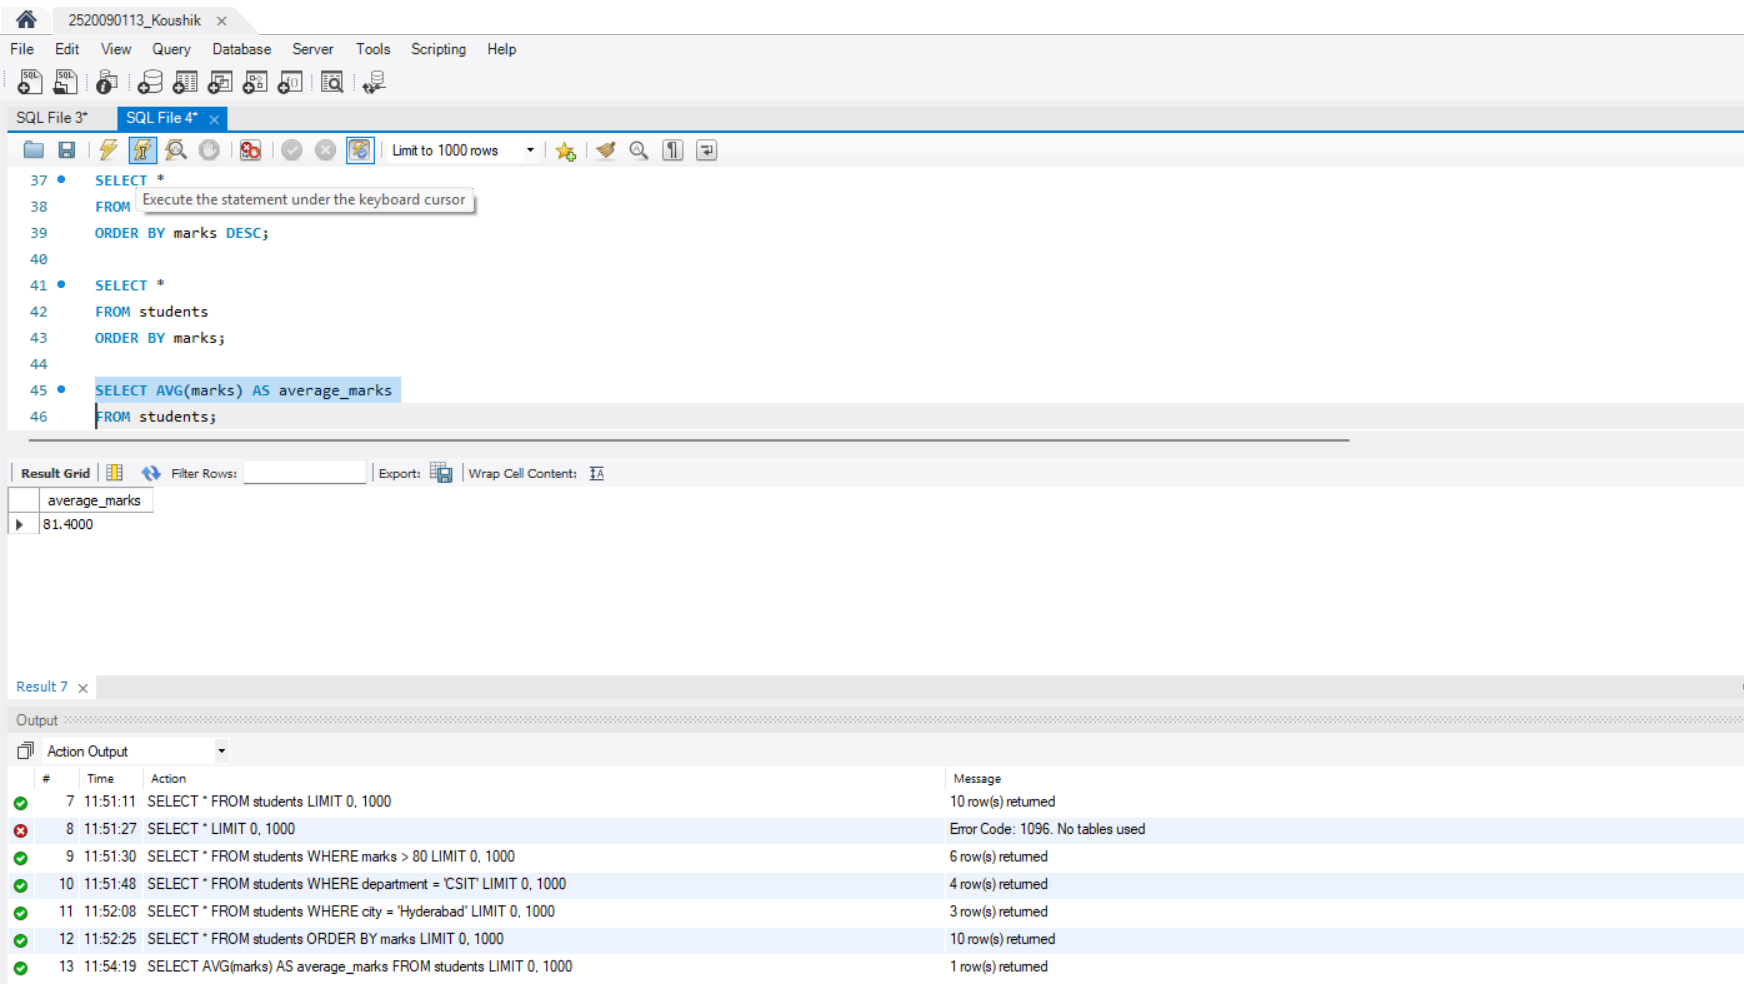 2520090113_Koushik
File Edit View Query Database Server Tools Scripting Help
SQL File 3* SQL File 4*
Limit to 1000 rows
37 SELECT *
Execute the statement under the keyboard cursor
38 FROM
39 ORDER BY marks DESC;
40
41 SELECT *
42 FROM students
43 ORDER BY marks;
44
45 SELECT AVG(marks) AS average_marks
46 FROM students;
Result Grid Filter Rows: Export: Wrap Cell Content:
average_marks
81.4000
Result 7
Output
Action Output
# Time Action Message
7 11:51:11 SELECT * FROM students LIMIT 0, 1000 10 row(s) returned
8 11:51:27 SELECT * LIMIT 0, 1000 Error Code: 1096. No tables used
9 11:51:30 SELECT * FROM students WHERE marks > 80 LIMIT 0, 1000 6 row(s) returned
10 11:51:48 SELECT * FROM students WHERE department = 'CSIT' LIMIT 0, 1000 4 row(s) returned
11 11:52:08 SELECT * FROM students WHERE city = 'Hyderabad' LIMIT 0, 1000 3 row(s) returned
12 11:52:25 SELECT * FROM students ORDER BY marks LIMIT 0, 1000 10 row(s) returned
13 11:54:19 SELECT AVG(marks) AS average_marks FROM students LIMIT 0, 1000 1 row(s) returned